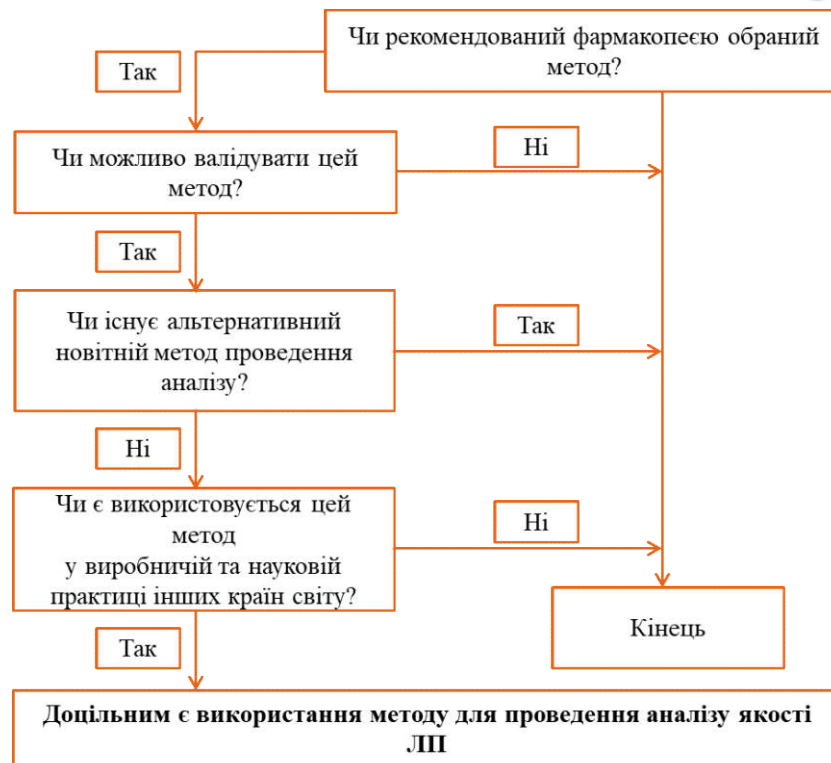 Чи рекомендований фармакопеєю обраний
метод?
Так
Чи можливо валідувати цей
метод?
Ні
Так
Чи існує альтернативний
новітній метод проведення
аналізу?
Так
Ні
Чи є використовується цей
метод
у виробничій та науковій
практиці інших країн світу?
Ні
Кінець
Так
Доцільним є використання методу для проведення аналізу якості
ЛП